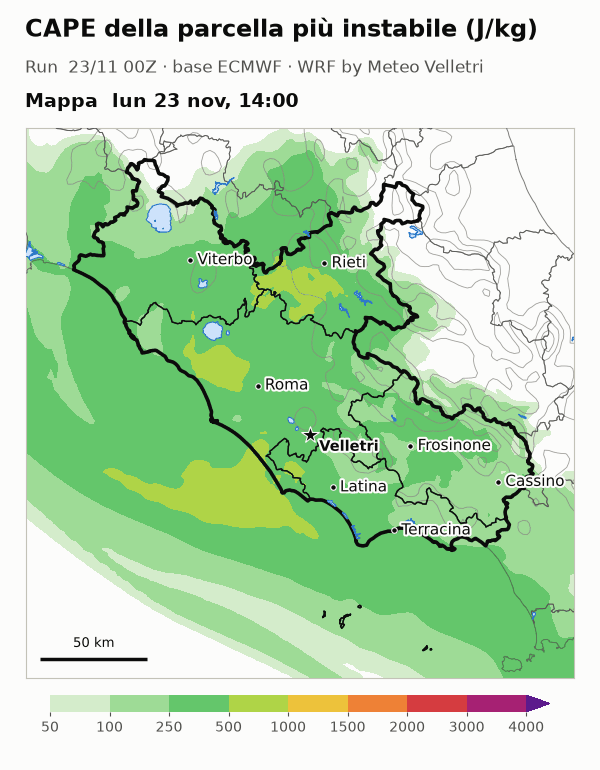 CAPE della parcella più instabile (J/kg)
Run  23/11 00Z · base ECMWF · WRF by Meteo Velletri
Mappa  lun 23 nov, 14:00
Viterbo
Rieti
Roma
Velletri
Frosinone
Latina
Cassino
Terracina
50 km
50 100 250 500 1000 1500 2000 3000 4000